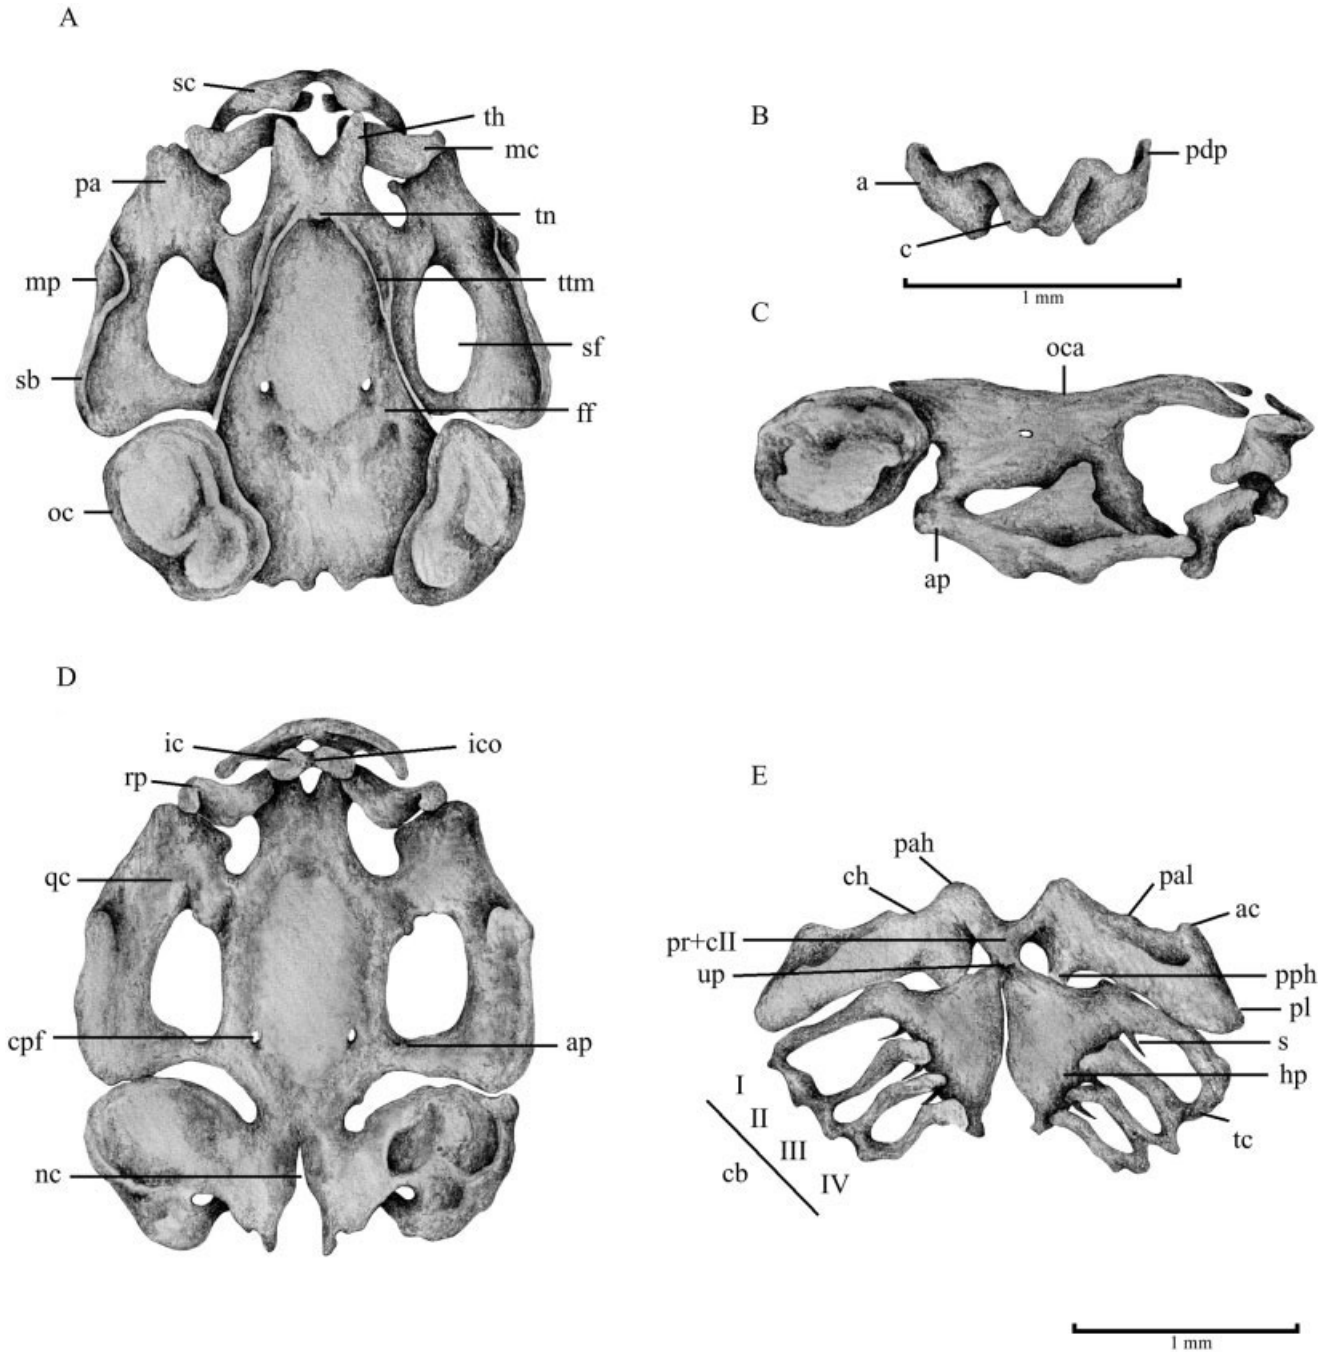 A
sc
th
mc
pa
tn
mp
ttm
sf
sb
ff
oc
B
pdp
a
c
1 mm
C
oca
ap
D
ic
ico
rp
qc
cpf
ap
nc
E
pah
ch
pal
ac
pr+cII
up
pph
pl
s
hp
I
II
III
IV
cb
tc
1 mm